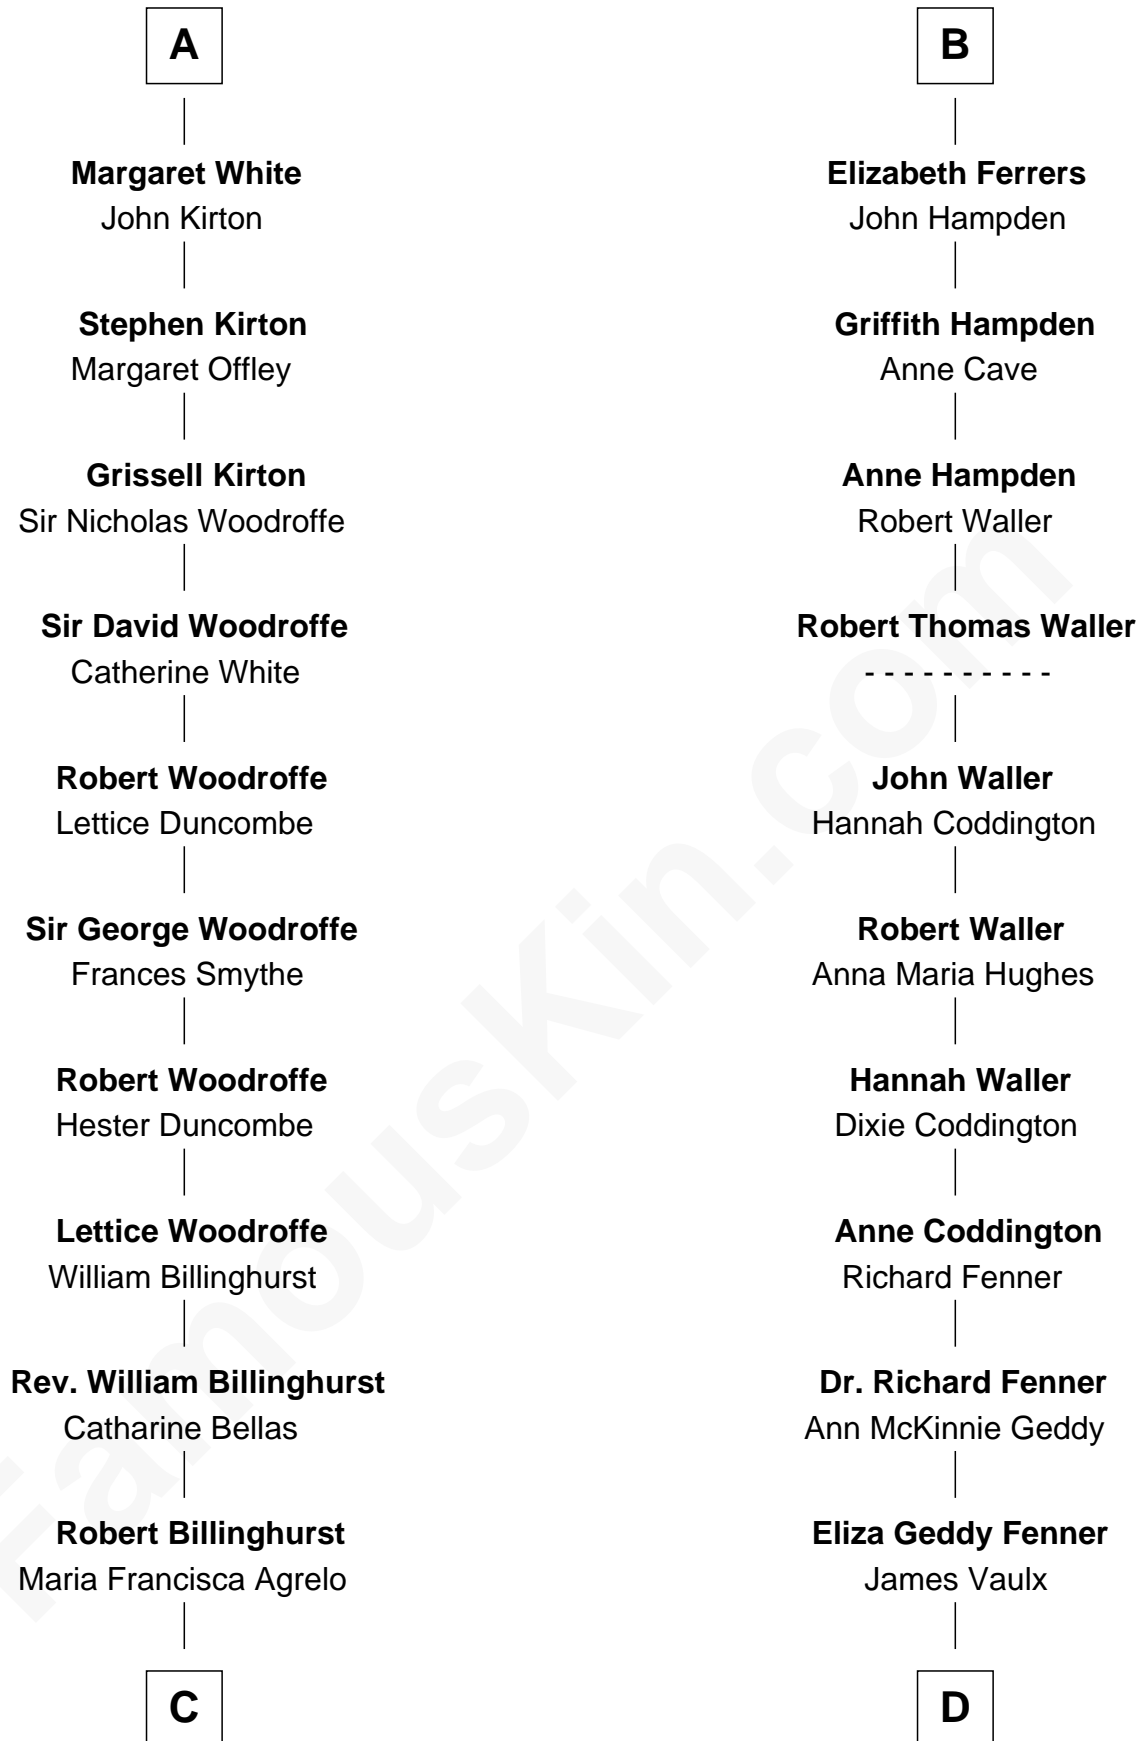 A
Margaret White
John Kirton
Stephen Kirton
Margaret Offley
Grissell Kirton
Sir Nicholas Woodroffe
Sir David Woodroffe
Catherine White
Robert Woodroffe
Lettice Duncombe
Sir George Woodroffe
Frances Smythe
Robert Woodroffe
Hester Duncombe
Lettice Woodroffe
William Billinghurst
Rev. William Billinghurst
Catharine Bellas
Robert Billinghurst
Maria Francisca Agrelo
C
B
Elizabeth Ferrers
John Hampden
Griffith Hampden
Anne Cave
Anne Hampden
Robert Waller
Robert Thomas Waller
- - - - - - - - - -
John Waller
Hannah Coddington
Robert Waller
Anna Maria Hughes
Hannah Waller
Dixie Coddington
Anne Coddington
Richard Fenner
Dr. Richard Fenner
Ann McKinnie Geddy
Eliza Geddy Fenner
James Vaulx
D
FamousKin.com